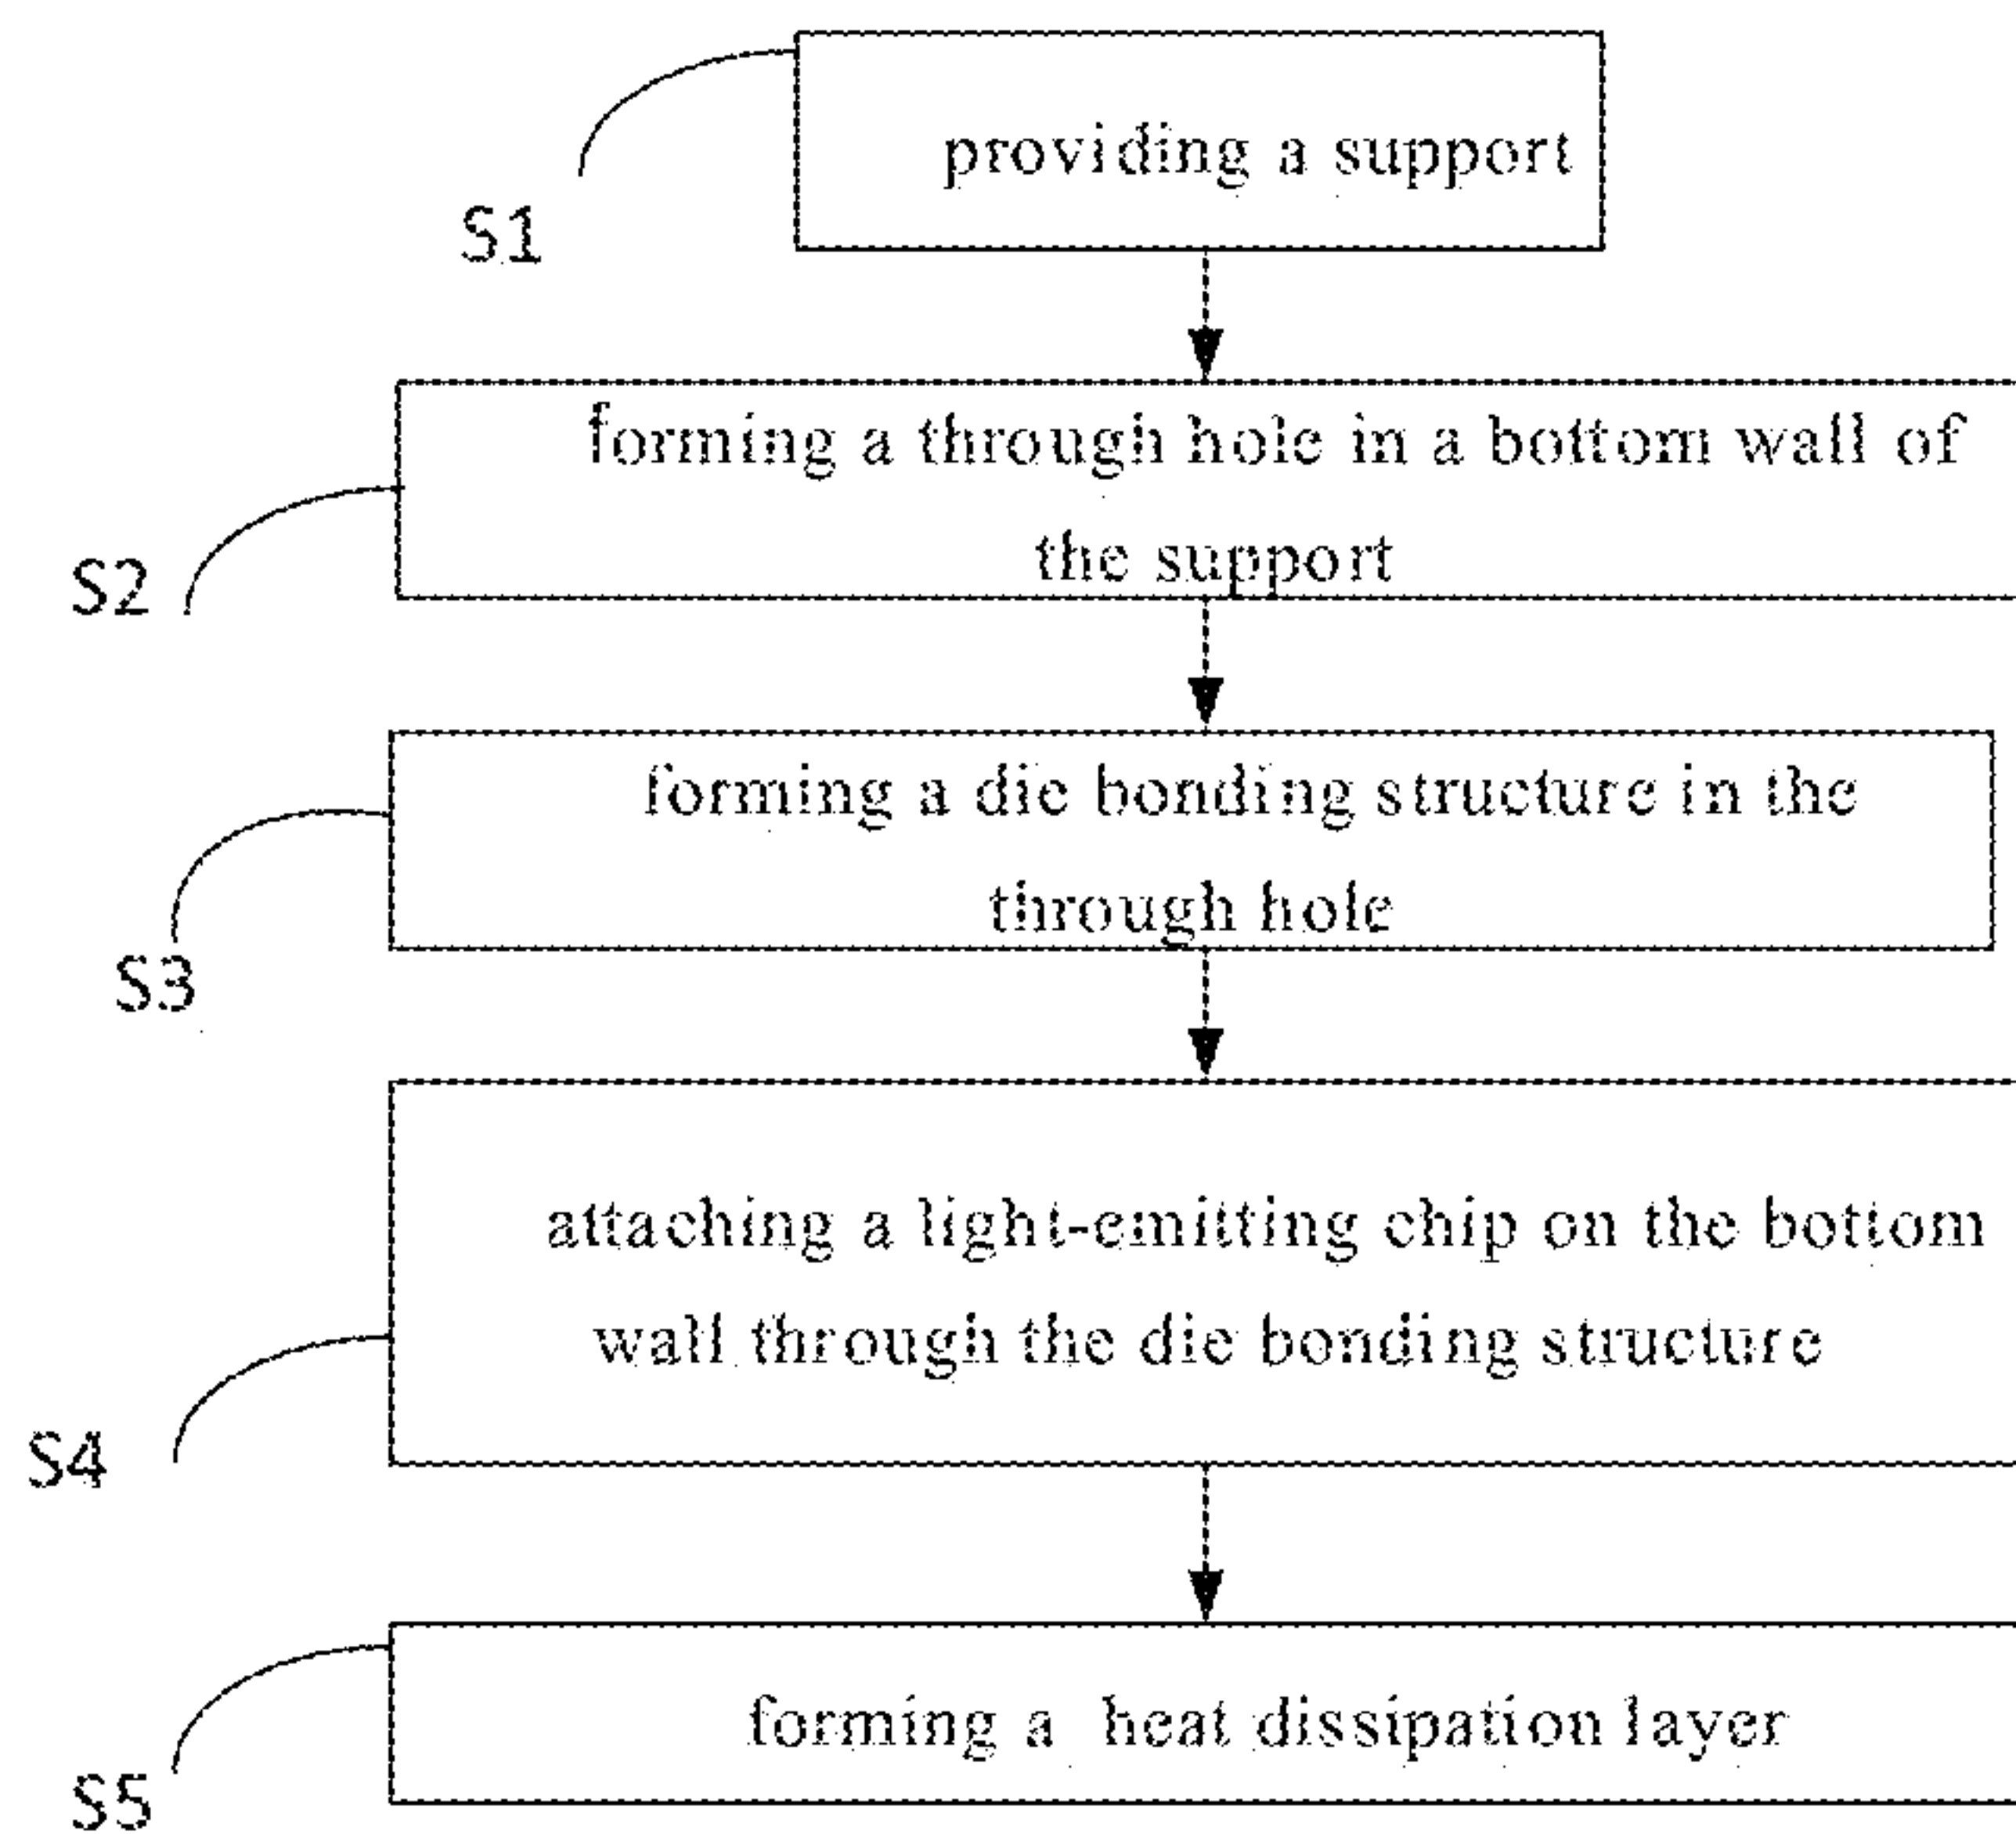 providing a support
S1
forming a through hole in a bottom wall of
the support
S2
forming a die bonding structure in the
through hole
S3
attaching a light-emitting chip on the bottom
wall through the die bonding structure
S4
forming a heat dissipation layer
S5